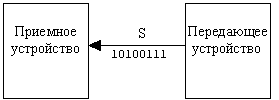 Приемное
устройство
S
10100111
Передающее
устройство